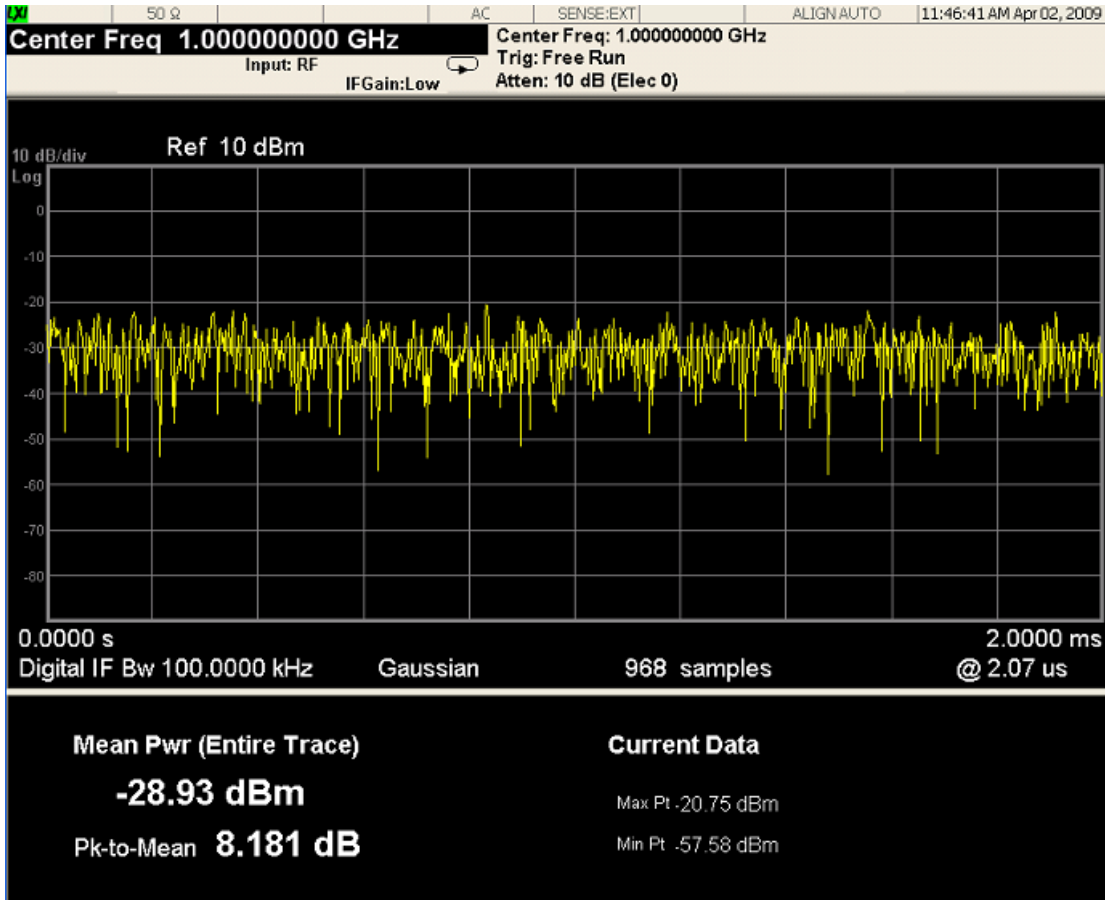 LXI 50 Ω AC SENSE:EXT ALIGN AUTO 11:46:41 AM Apr 02, 2009
Center Freq 1.000000000 GHz
Input: RF
IFGain:Low
Center Freq: 1.000000000 GHz
Trig: Free Run
Atten: 10 dB (Elec 0)
10 dB/div Ref 10 dBm
Log
0
-10
-20
-30
-40
-50
-60
-70
-80
0.0000 s 2.0000 ms
Digital IF Bw 100.0000 kHz Gaussian 968 samples @ 2.07 us
Mean Pwr (Entire Trace)
-28.93 dBm
Pk-to-Mean 8.181 dB
Current Data
Max Pt -20.75 dBm
Min Pt -57.58 dBm